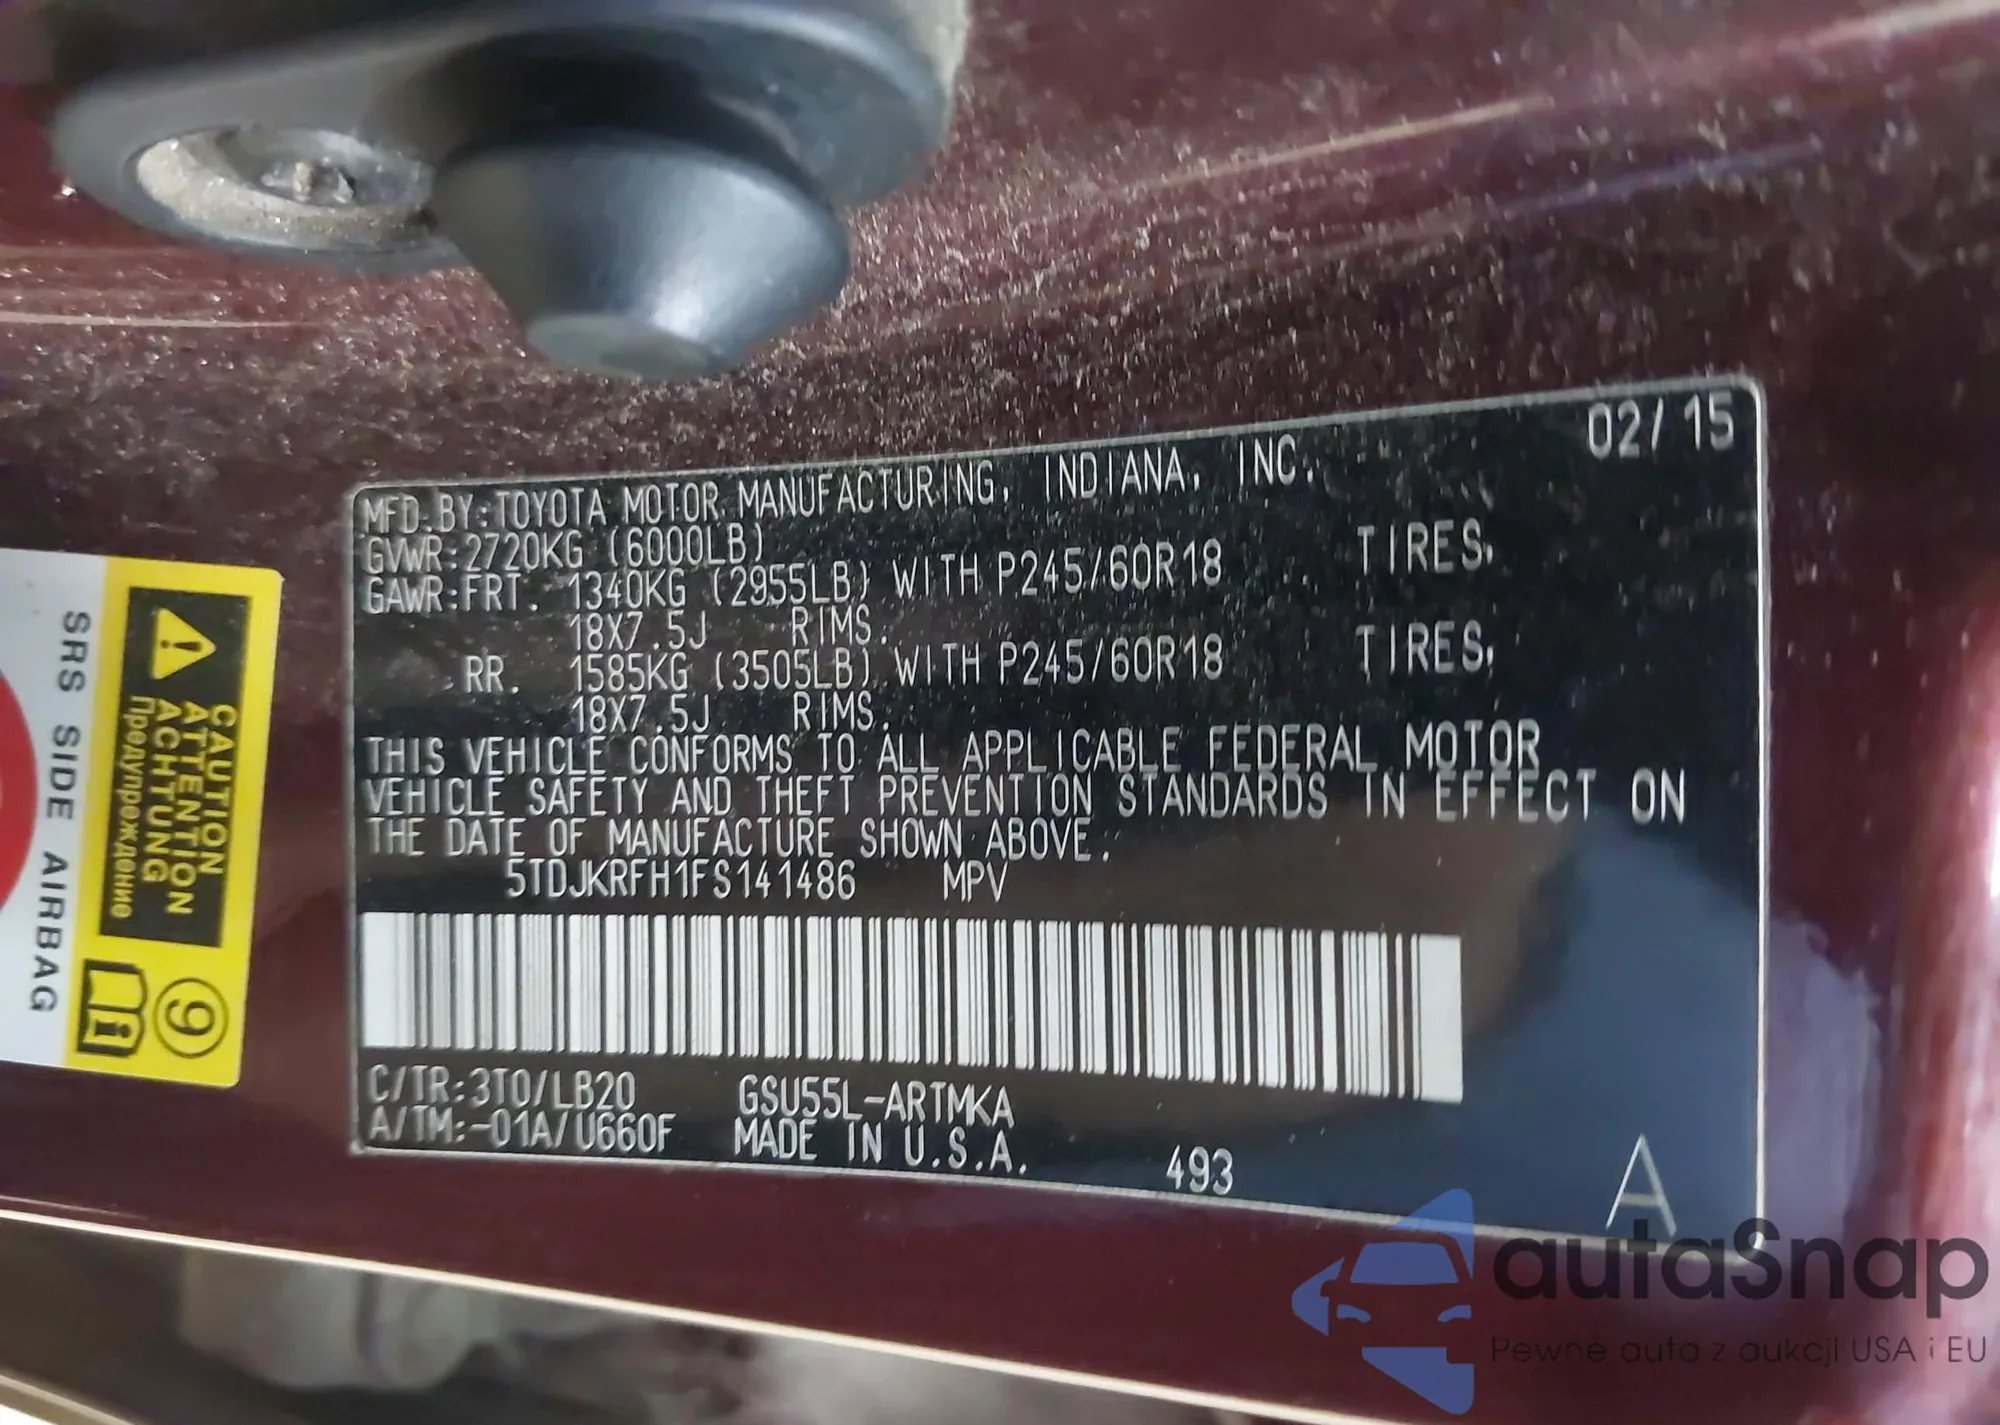 02/15
MFD.BY:TOYOTA MOTOR MANUFACTURING, INDIANA, INC.
GVWR:2720KG (6000LB)
GAWR:FRT. 1340KG (2955LB) WITH P245/60R18 TIRES,
18X7.5J RIMS.
RR. 1585KG (3505LB) WITH P245/60R18 TIRES,
18X7.5J RIMS.
THIS VEHICLE CONFORMS TO ALL APPLICABLE FEDERAL MOTOR
VEHICLE SAFETY AND THEFT PREVENTION STANDARDS IN EFFECT ON
THE DATE OF MANUFACTURE SHOWN ABOVE.
5TDJKRFH1FS141486 MPV
C/TR:3T0/LB20 GSU55L-ARTMKA
A/TM:-01A/U660F MADE IN U.S.A. 493 A
CAUTION
ATTENTION
ACHTUNG
Предупреждение
SRS SIDE AIRBAG
autaSnap
Pewne auta z aukcji USA i EU